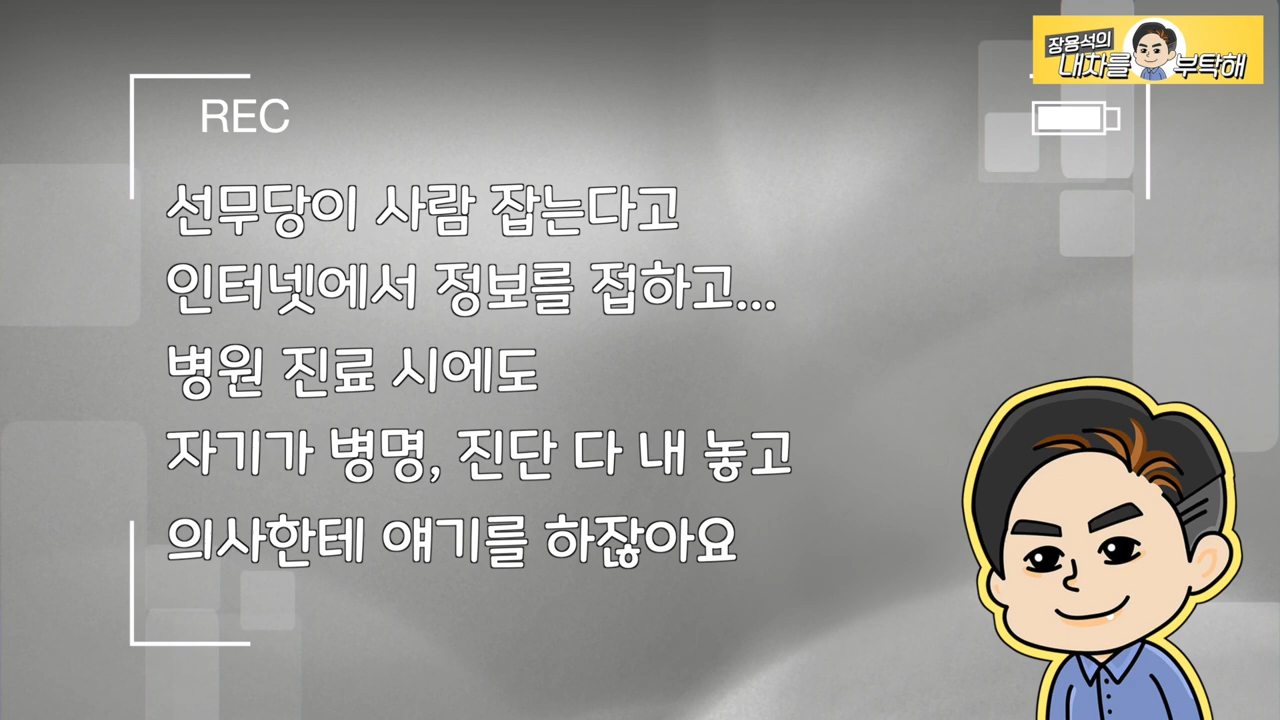 장용석의
내차를 부탁해
REC
선무당이 사람 잡는다고
인터넷에서 정보를 접하고...
병원 진료 시에도
자기가 병명, 진단 다 내 놓고
의사한테 얘기를 하잖아요